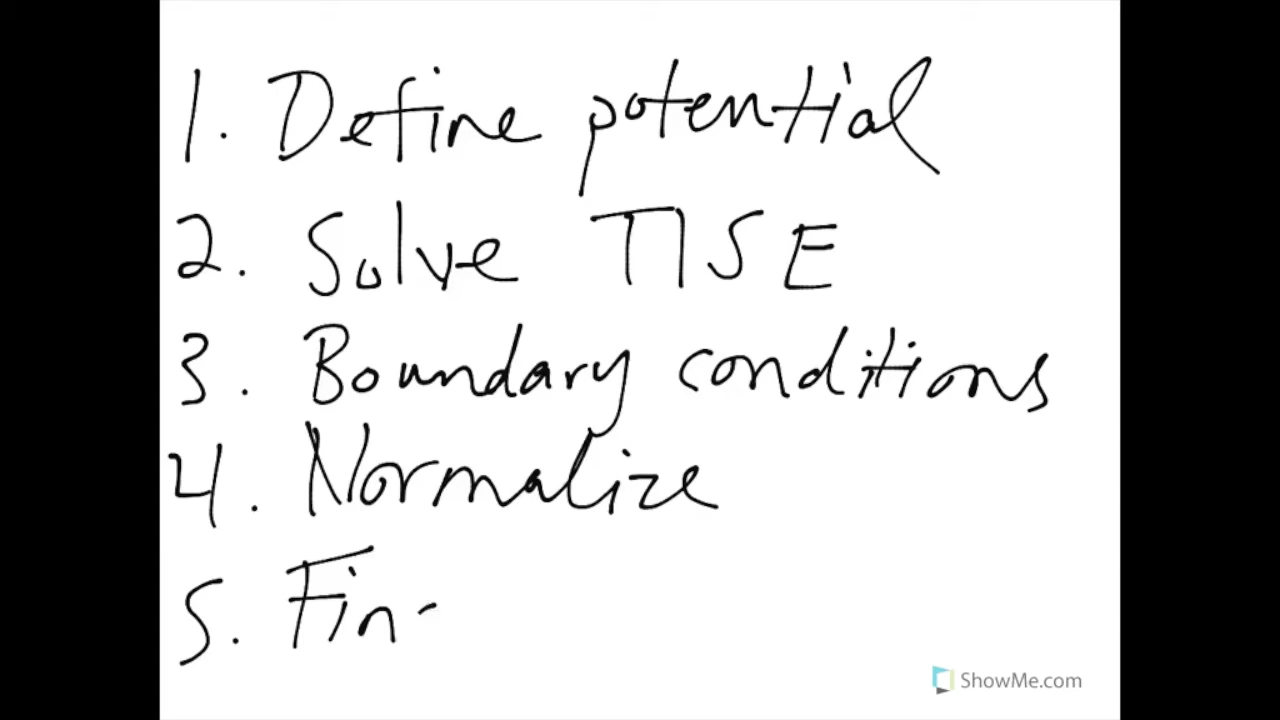 1. Define potential
2. Solve TISE
3. Boundary conditions
4. Normalize
5. Fin
ShowMe.com